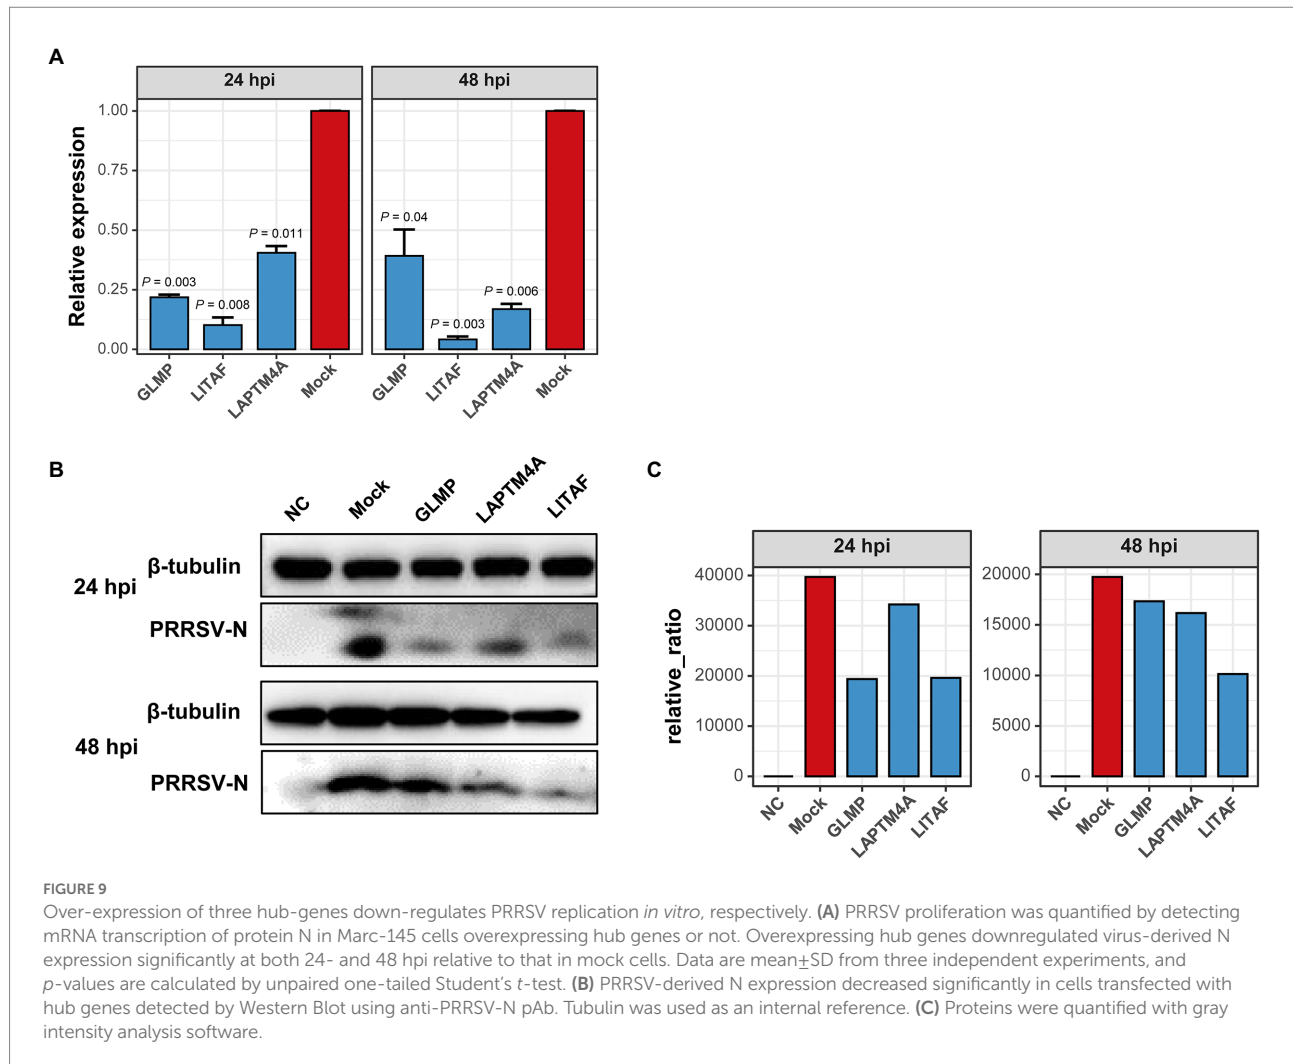 A
24 hpi
48 hpi
Relative expression
1.00
0.75
0.50
0.25
0.00
P = 0.003
P = 0.008
P = 0.011
P = 0.04
P = 0.003
P = 0.006
GLMP
LITAF
LAPTM4A
Mock
GLMP
LITAF
LAPTM4A
Mock
B
NC
Mock
GLMP
LAPTM4A
LITAF
24 hpi
β-tubulin
PRRSV-N
48 hpi
β-tubulin
PRRSV-N
C
24 hpi
48 hpi
relative_ratio
40000
30000
20000
10000
0
20000
15000
10000
5000
0
NC
Mock
GLMP
LAPTM4A
LITAF
NC
Mock
GLMP
LAPTM4A
LITAF
FIGURE 9
Over-expression of three hub-genes down-regulates PRRSV replication in vitro, respectively. (A) PRRSV proliferation was quantified by detecting
mRNA transcription of protein N in Marc-145 cells overexpressing hub genes or not. Overexpressing hub genes downregulated virus-derived N
expression significantly at both 24- and 48 hpi relative to that in mock cells. Data are mean±SD from three independent experiments, and
p-values are calculated by unpaired one-tailed Student's t-test. (B) PRRSV-derived N expression decreased significantly in cells transfected with
hub genes detected by Western Blot using anti-PRRSV-N pAb. Tubulin was used as an internal reference. (C) Proteins were quantified with gray
intensity analysis software.